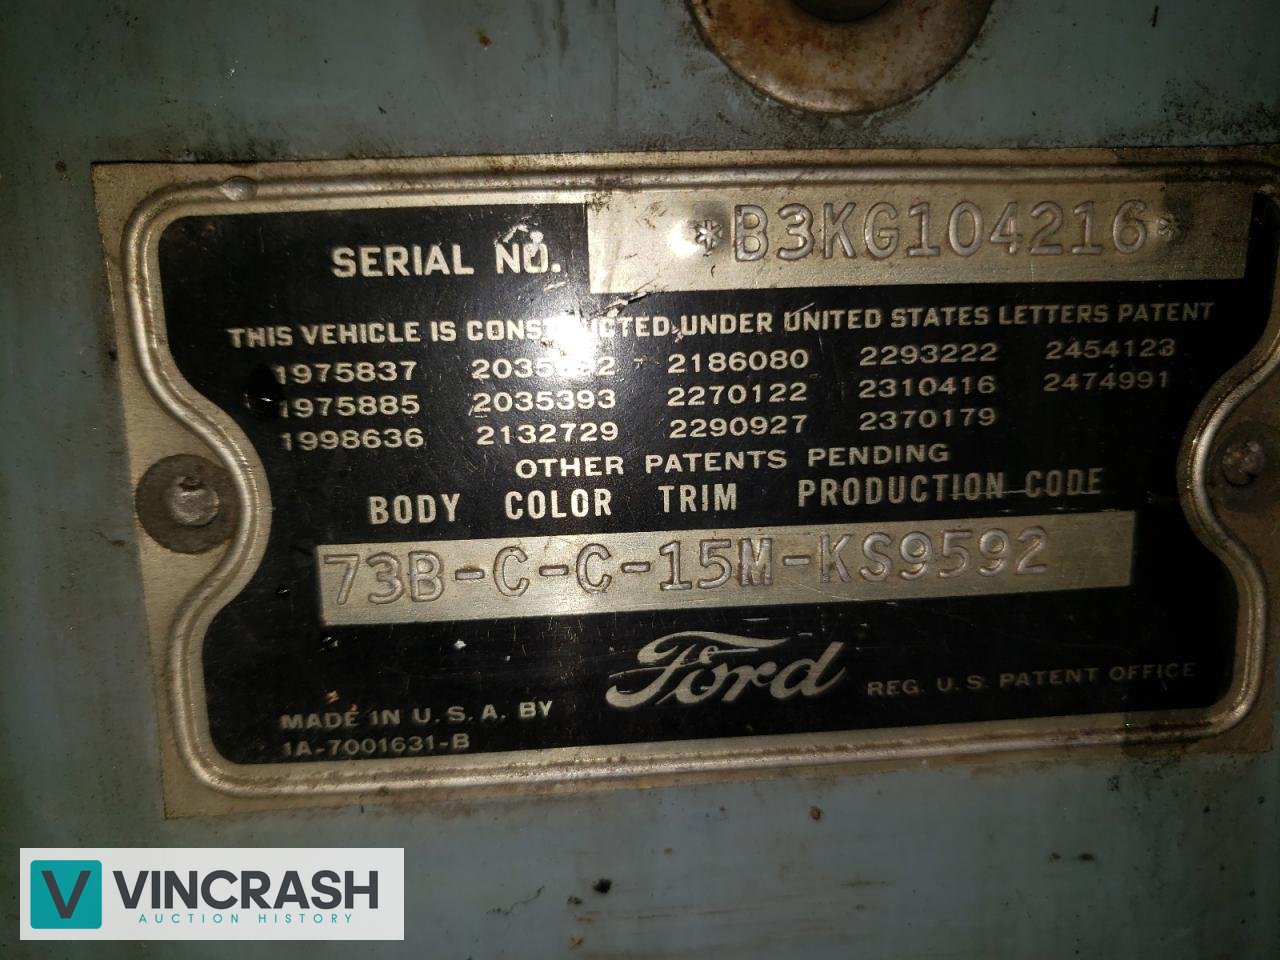 SERIAL NO. *B3KG104216*
THIS VEHICLE IS CONSTRUCTED UNDER UNITED STATES LETTERS PATENT
1975837 2186080 2293222 2454123
1975885 2035393 2270122 2310416 2474991
1998636 2132729 2290927 2370179
OTHER PATENTS PENDING
BODY COLOR TRIM PRODUCTION CODE
73B-C-C-15M-KS9592
Ford REG. U.S PATENT OFFICE
MADE IN U.S.A. BY
1A-7001631-B
V VINCRASH
AUCTION HISTORY